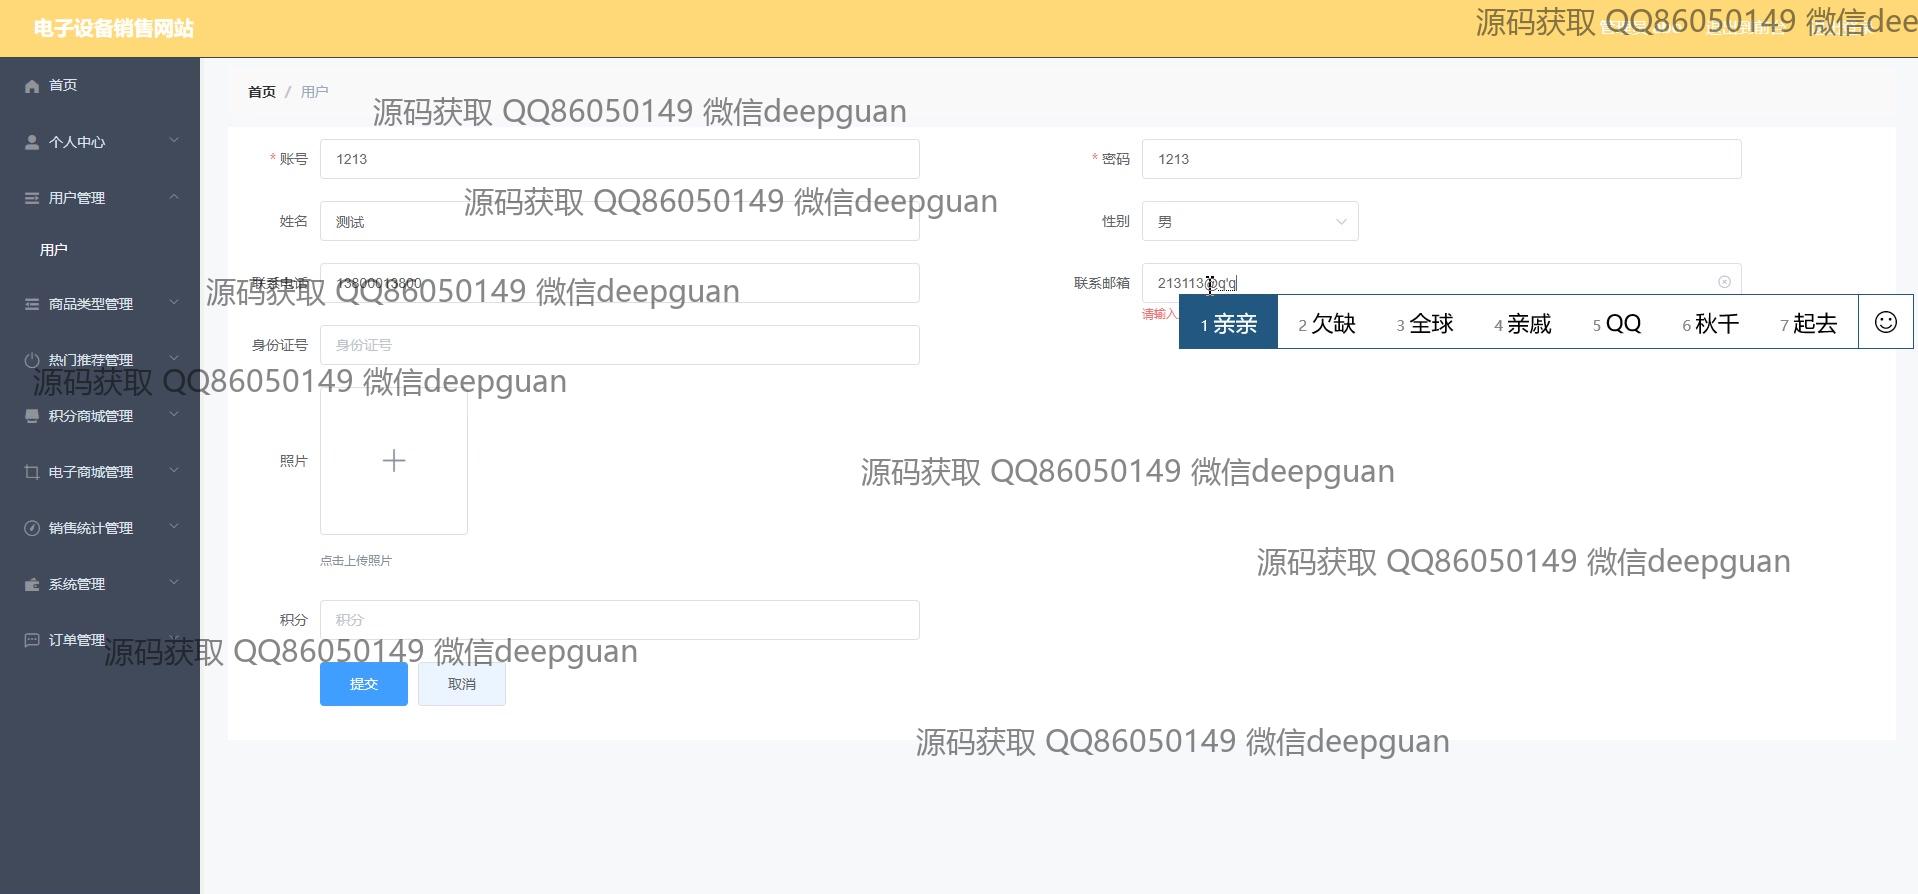 电子设备销售网站
源码获取 QQ86050149 微信deep
首页
个人中心
用户管理
用户
商品类型管理
热门推荐管理
积分商城管理
电子商城管理
销售统计管理
系统管理
订单管理
首页 / 用户
源码获取 QQ86050149 微信deepguan
* 账号 1213
* 密码 1213
源码获取 QQ86050149 微信deepguan
姓名 测试
性别 男
联系电话 13800013800
联系邮箱 213113@q'q
源码获取 QQ86050149 微信deepguan
请输入
1 亲亲 2 欠缺 3 全球 4 亲戚 5 QQ 6 秋千 7 起去
身份证号 身份证号
源码获取 QQ86050149 微信deepguan
照片
源码获取 QQ86050149 微信deepguan
点击上传照片
源码获取 QQ86050149 微信deepguan
积分 积分
源码获取 QQ86050149 微信deepguan
提交 取消
源码获取 QQ86050149 微信deepguan